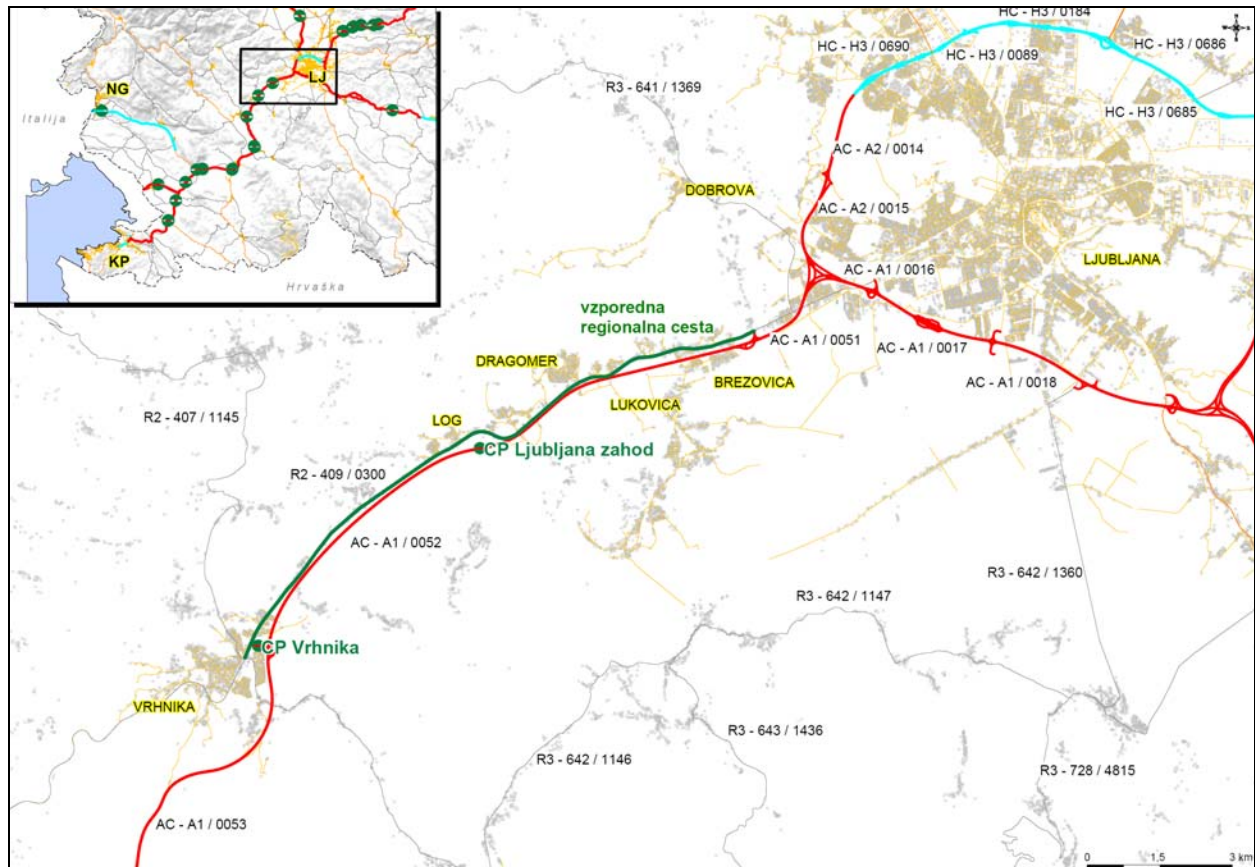 HC - H3 / 0184
HC - H3 / 0690
HC - H3 / 0686
HC - H3 / 0089
LJ
R3 - 641 / 1369
NG
Italija
HC - H3 / 0685
AC - A2 / 0014
DOBROVA
AC - A2 / 0015
KP
LJUBLJANA
AC - A1 / 0016
Hrvaška
vzporedna
regionalna cesta
AC - A1 / 0051
AC - A1 / 0017
DRAGOMER
BREZOVICA
AC - A1 / 0018
LUKOVICA
R2 - 407 / 1145
LOG
CP Ljubljana zahod
R2 - 409 / 0300
AC - A1 / 0052
R3 - 642 / 1360
R3 - 642 / 1147
CP Vrhnika
VRHNIKA
R3 - 643 / 1436
R3 - 642 / 1146
R3 - 728 / 4815
AC - A1 / 0053
0 1,5 3 km